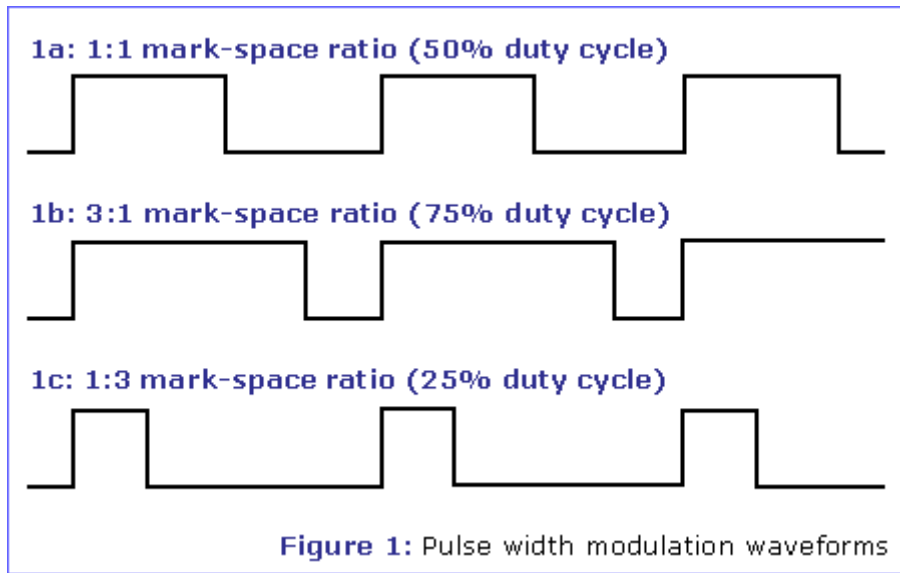 1a: 1:1 mark-space ratio (50% duty cycle)
1b: 3:1 mark-space ratio (75% duty cycle)
1c: 1:3 mark-space ratio (25% duty cycle)
Figure 1: Pulse width modulation waveforms